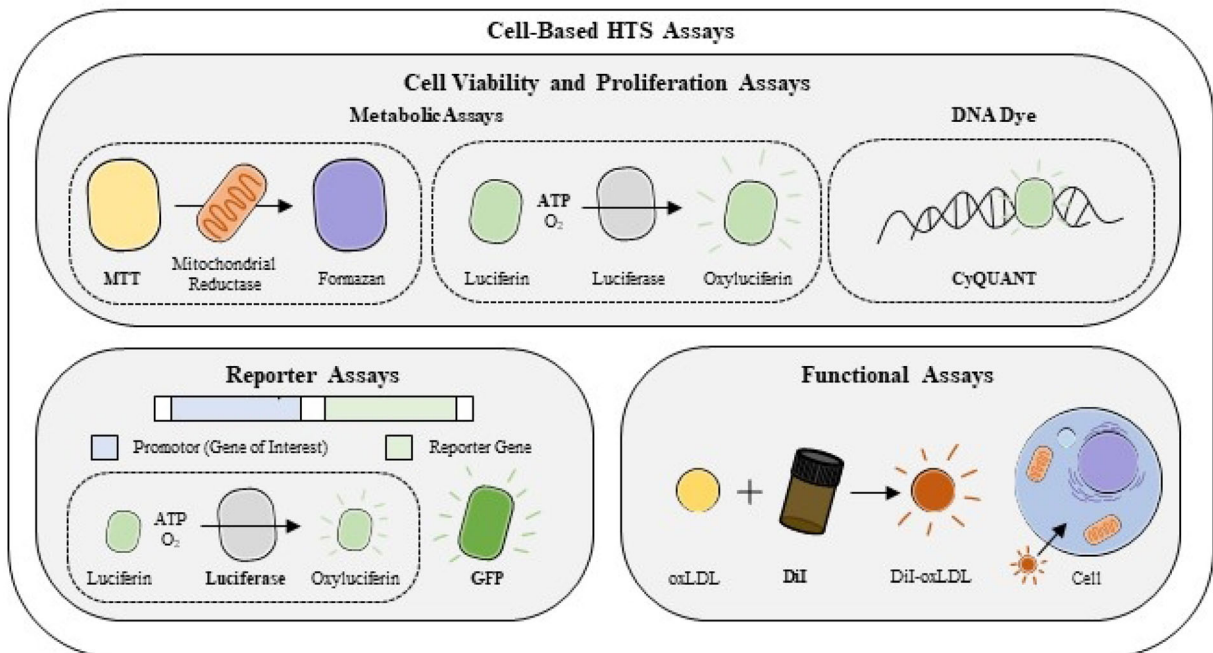 Cell-Based HTS Assays
Cell Viability and Proliferation Assays
Metabolic Assays
DNA Dye
MTT
Mitochondrial
Reductase
Formazan
Luciferin
ATP
O₂
Luciferase
Oxyluciferin
CyQUANT
Reporter Assays
Promotor (Gene of Interest)
Reporter Gene
Luciferin
ATP
O₂
Luciferase
Oxyluciferin
GFP
Functional Assays
oxLDL
+
DiI
DiI-oxLDL
Cell